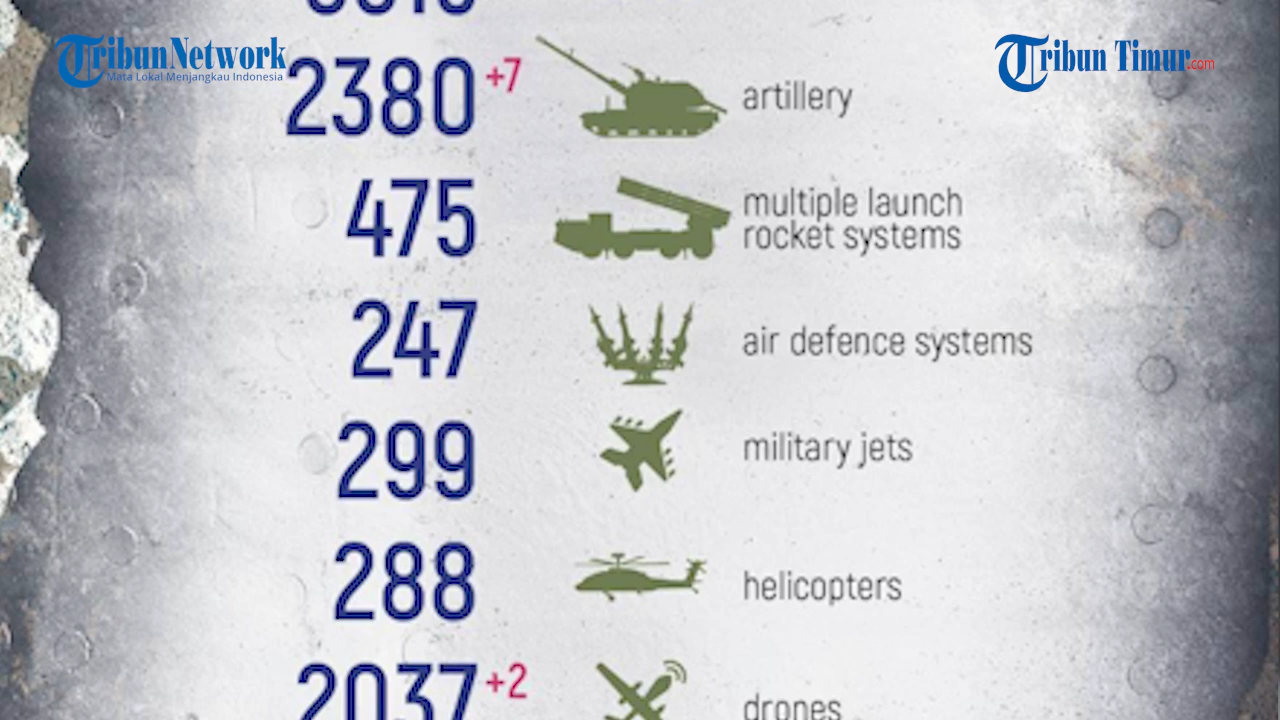 TribunNetwork
Mata Lokal Menjangkau Indonesia
Tribun Timur.com
2380 +7 artillery
475 multiple launch
rocket systems
247 air defence systems
299 military jets
288 helicopters
2037 +2 drones